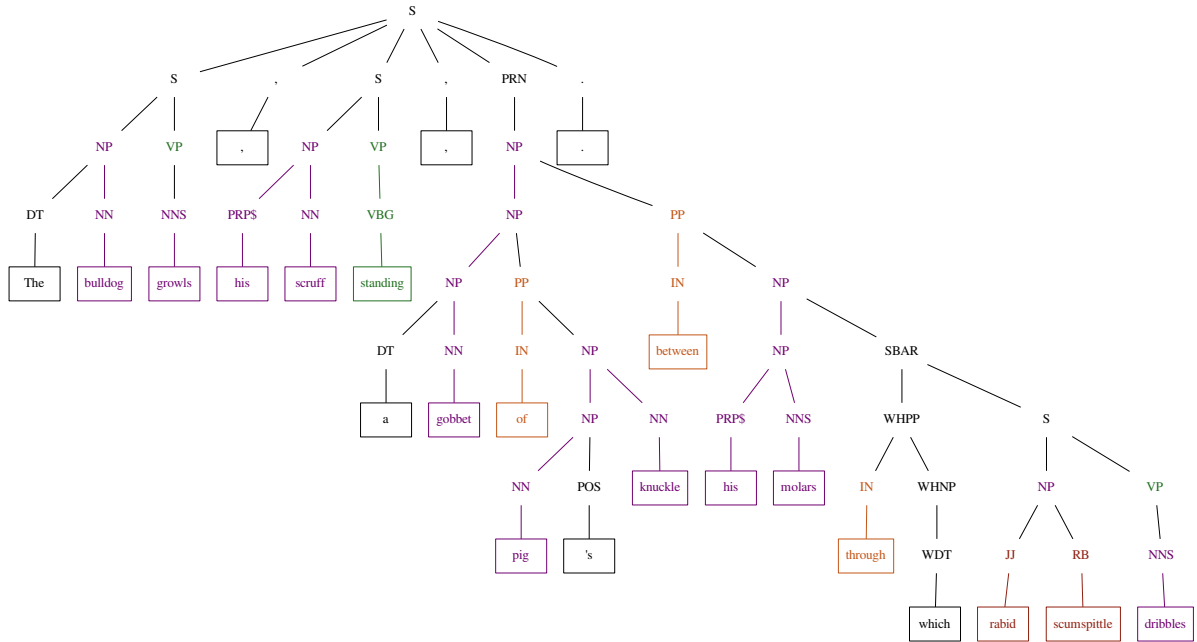 S
S , S , PRN .
NP VP , NP VP , NP .
DT NN NNS PRP$ NN VBG NP PP
The bulldog growls his scruff standing NP PP IN NP
DT NN IN NP between NP SBAR
a gobbet of NP NN PRP$ NNS WHPP S
NN POS knuckle his molars IN WHNP NP VP
pig 's through WDT JJ RB NNS
which rabid scumspittle dribbles